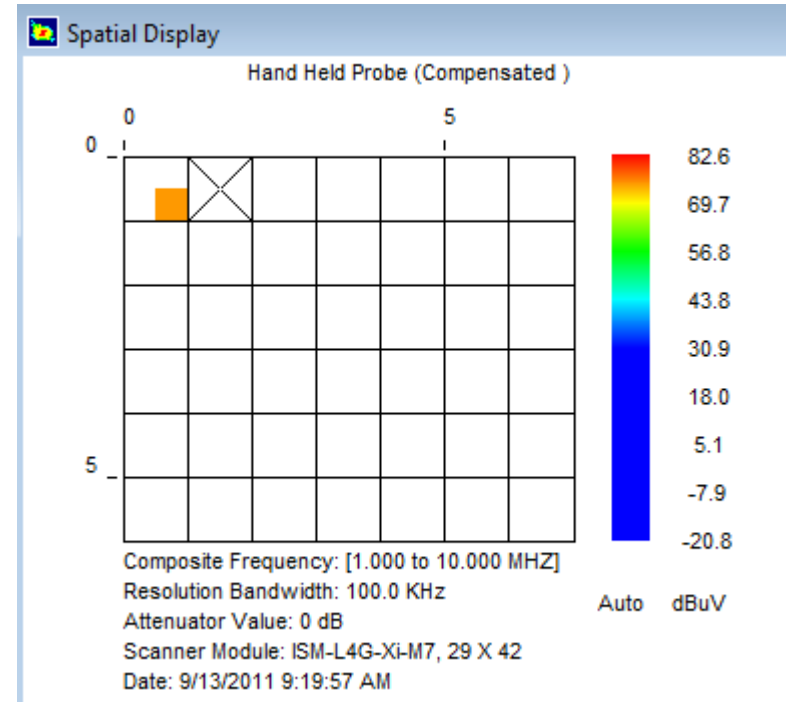 Spatial Display
Hand Held Probe (Compensated )
0 5
0
5
82.6
69.7
56.8
43.8
30.9
18.0
5.1
-7.9
-20.8
Auto dBuV
Composite Frequency: [1.000 to 10.000 MHZ]
Resolution Bandwidth: 100.0 KHz
Attenuator Value: 0 dB
Scanner Module: ISM-L4G-Xi-M7, 29 X 42
Date: 9/13/2011 9:19:57 AM